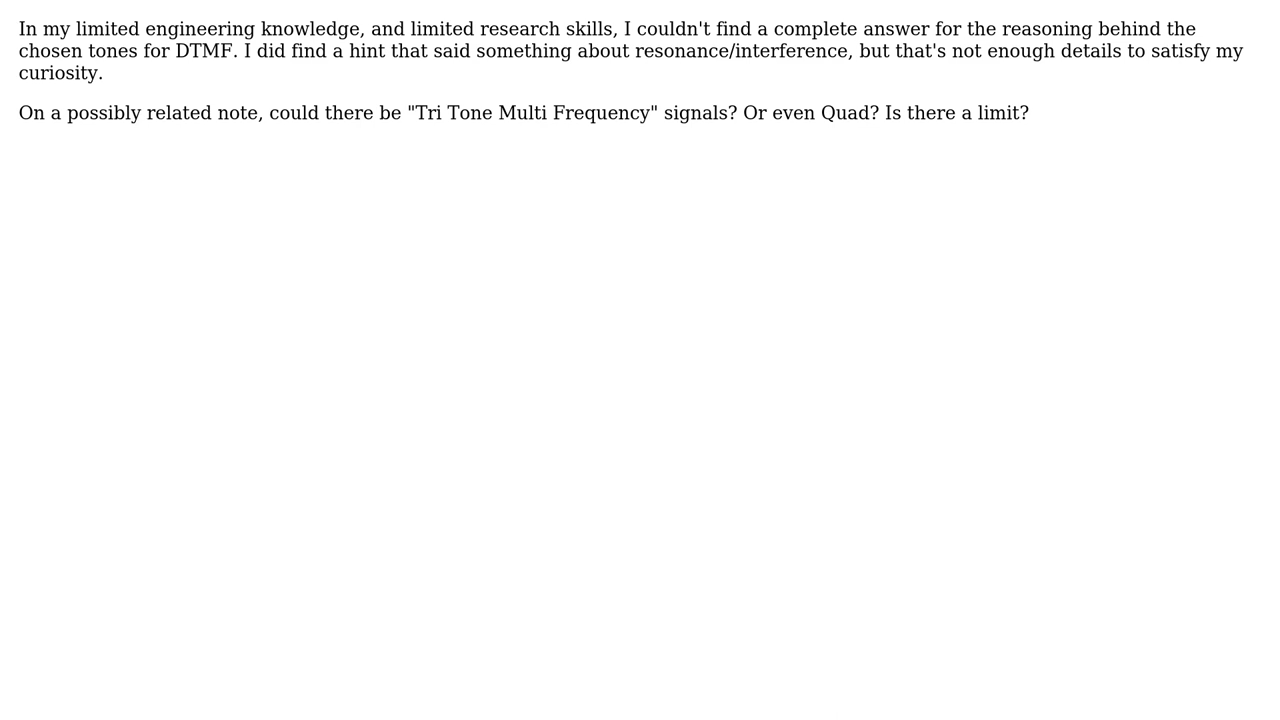 In my limited engineering knowledge, and limited research skills, I couldn't find a complete answer for the reasoning behind the
chosen tones for DTMF. I did find a hint that said something about resonance/interference, but that's not enough details to satisfy my
curiosity.
On a possibly related note, could there be "Tri Tone Multi Frequency" signals? Or even Quad? Is there a limit?